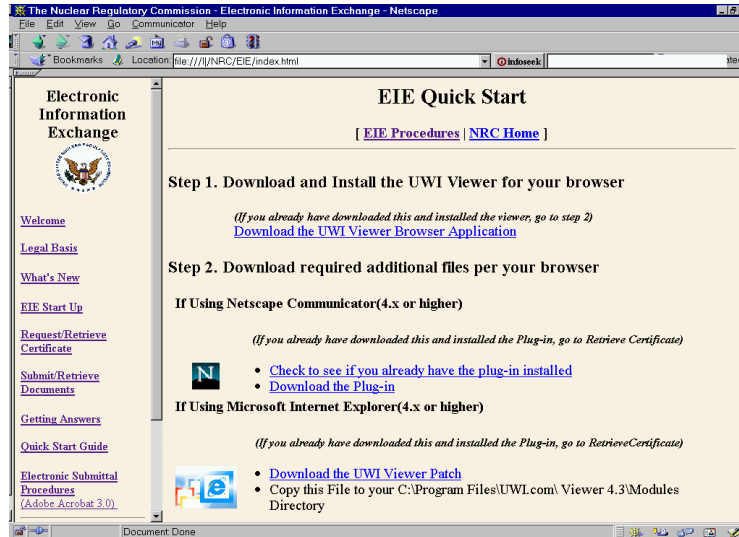 The Nuclear Regulatory Commission - Electronic Information Exchange - Netscape
File Edit View Go Communicator Help
Bookmarks Location: file:///I|/NRC/EIE/index.html infoseek
Electronic
Information
Exchange
Welcome
Legal Basis
What's New
EIE Start Up
Request/Retrieve
Certificate
Submit/Retrieve
Documents
Getting Answers
Quick Start Guide
Electronic Submittal
Procedures
(Adobe Acrobat 3.0)
EIE Quick Start
[ EIE Procedures | NRC Home ]
Step 1. Download and Install the UWI Viewer for your browser
(If you already have downloaded this and installed the viewer, go to step 2)
Download the UWI Viewer Browser Application
Step 2. Download required additional files per your browser
If Using Netscape Communicator(4.x or higher)
(If you already have downloaded this and installed the Plug-in, go to Retrieve Certificate)
N
• Check to see if you already have the plug-in installed
• Download the Plug-in
If Using Microsoft Internet Explorer(4.x or higher)
(If you already have downloaded this and installed the Plug-in, go to RetrieveCertificate)
• Download the UWI Viewer Patch
• Copy this File to your C:\Program Files\UWI.com\ Viewer 4.3\Modules
Directory
Document: Done